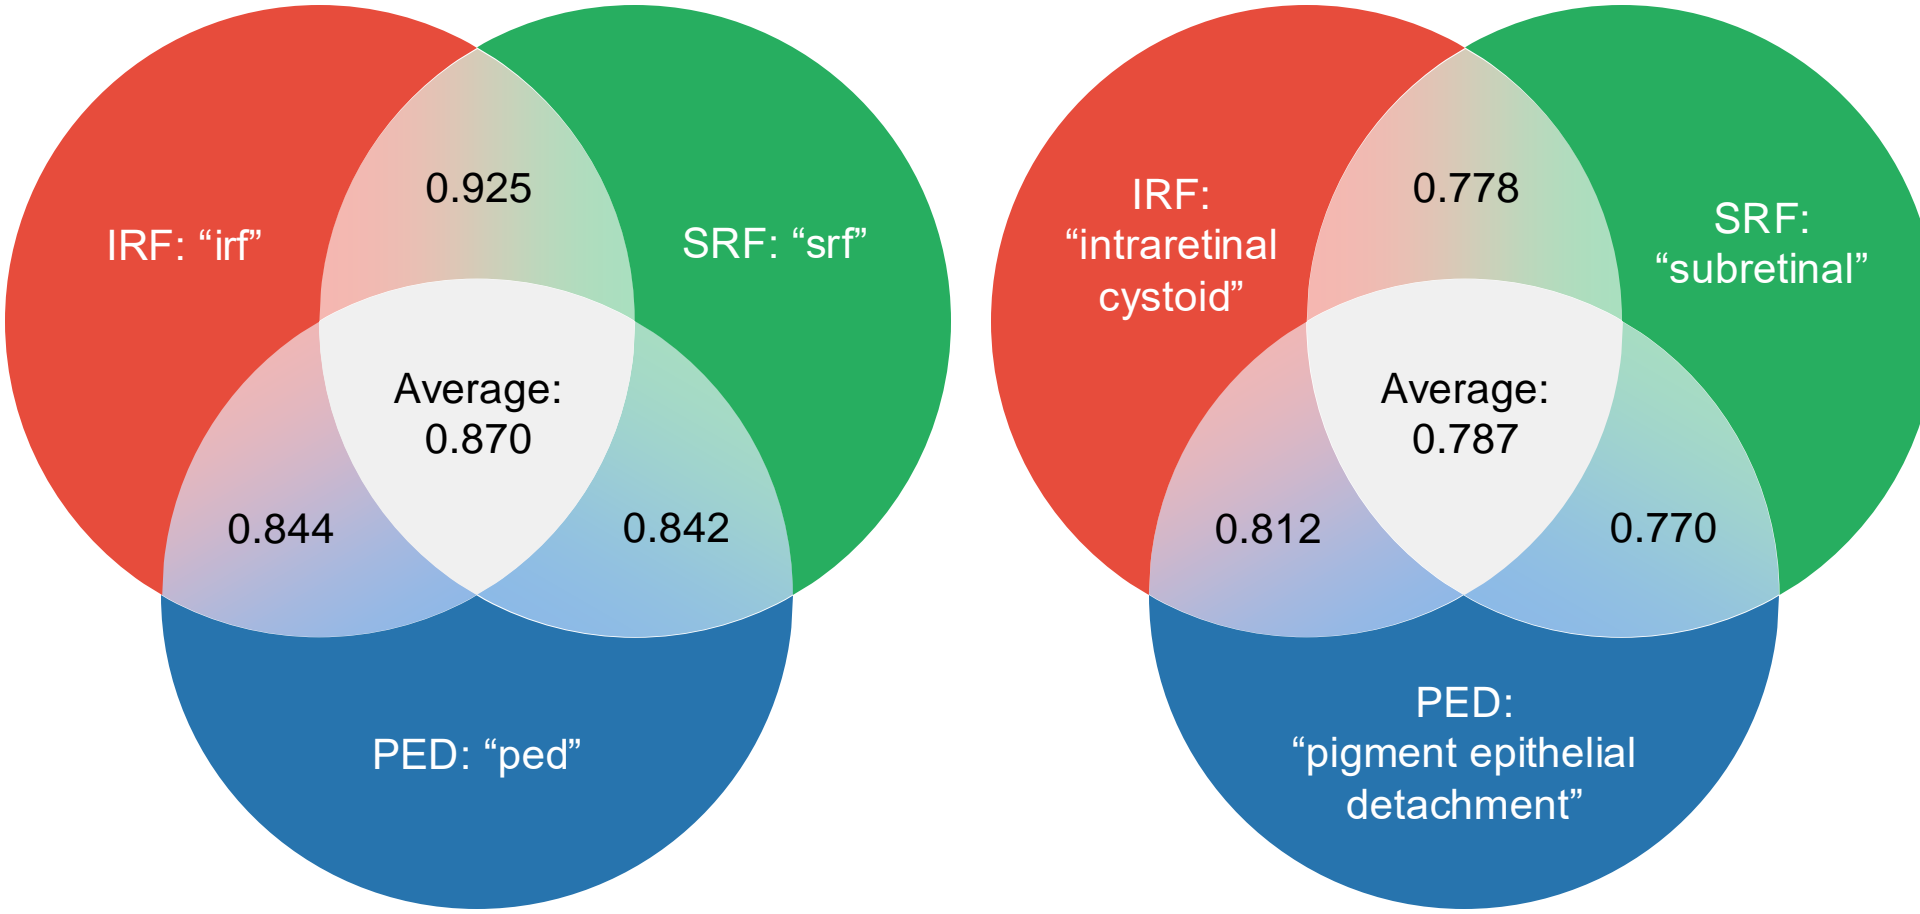 0.925
IRF: “irf”
SRF: “srf”
Average:
0.870
0.844
0.842
PED: “ped”
0.778
IRF:
“intraretinal
cystoid”
SRF:
“subretinal”
Average:
0.787
0.812
0.770
PED:
“pigment epithelial
detachment”